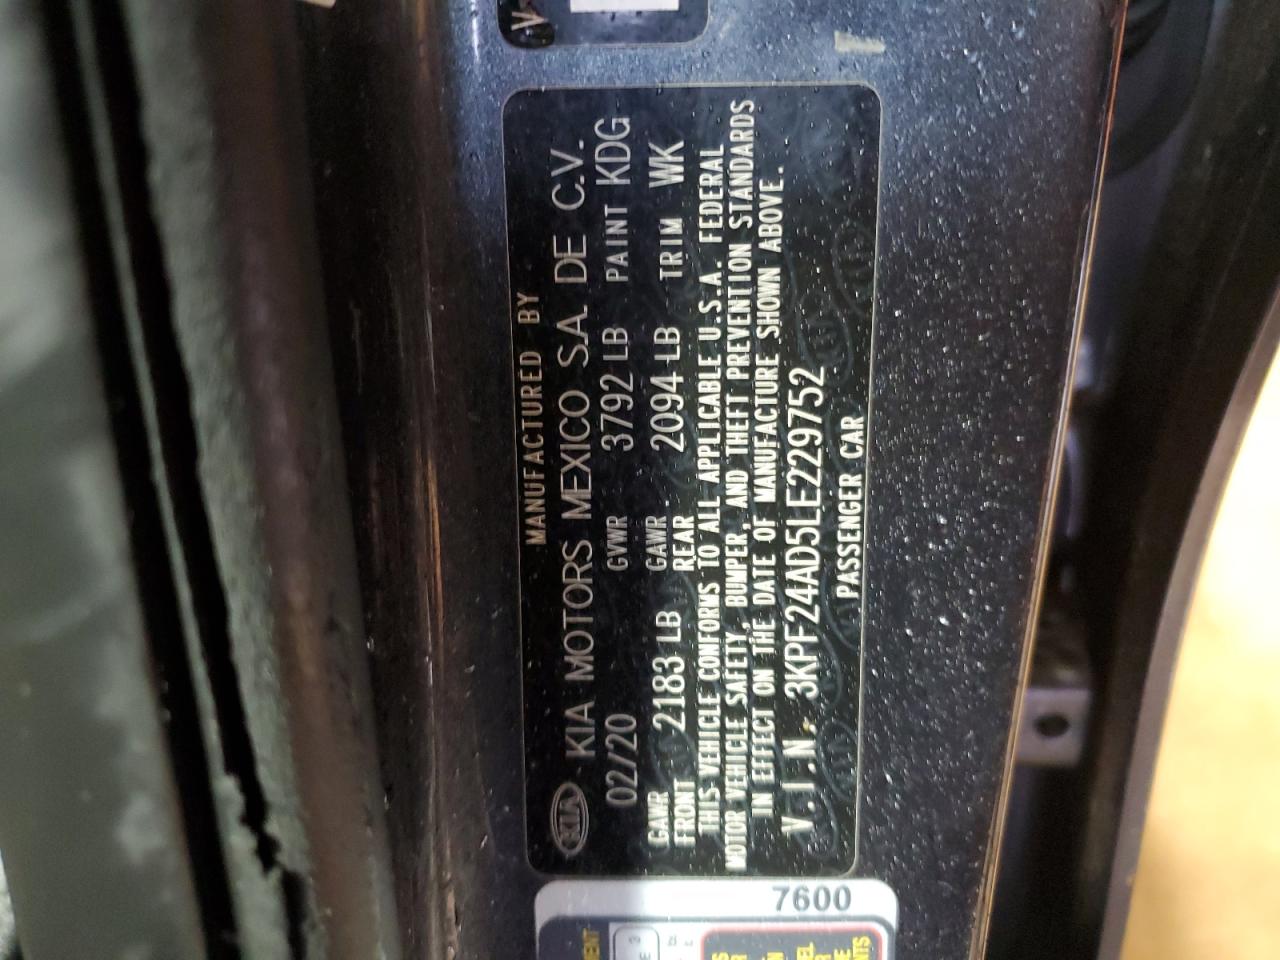 KIA KIA MOTORS MEXICO S.A. DE C.V.
MANUFACTURED BY
02/20 GVWR 3792 LB PAINT KDG
GAWR FRONT 2183 LB GAWR REAR 2094 LB TRIM WK
THIS VEHICLE CONFORMS TO ALL APPLICABLE U.S.A. FEDERAL
MOTOR VEHICLE SAFETY, BUMPER, AND THEFT PREVENTION STANDARDS
IN EFFECT ON THE DATE OF MANUFACTURE SHOWN ABOVE.
V.I.N. 3KPF24AD5LE229752
PASSENGER CAR
7600